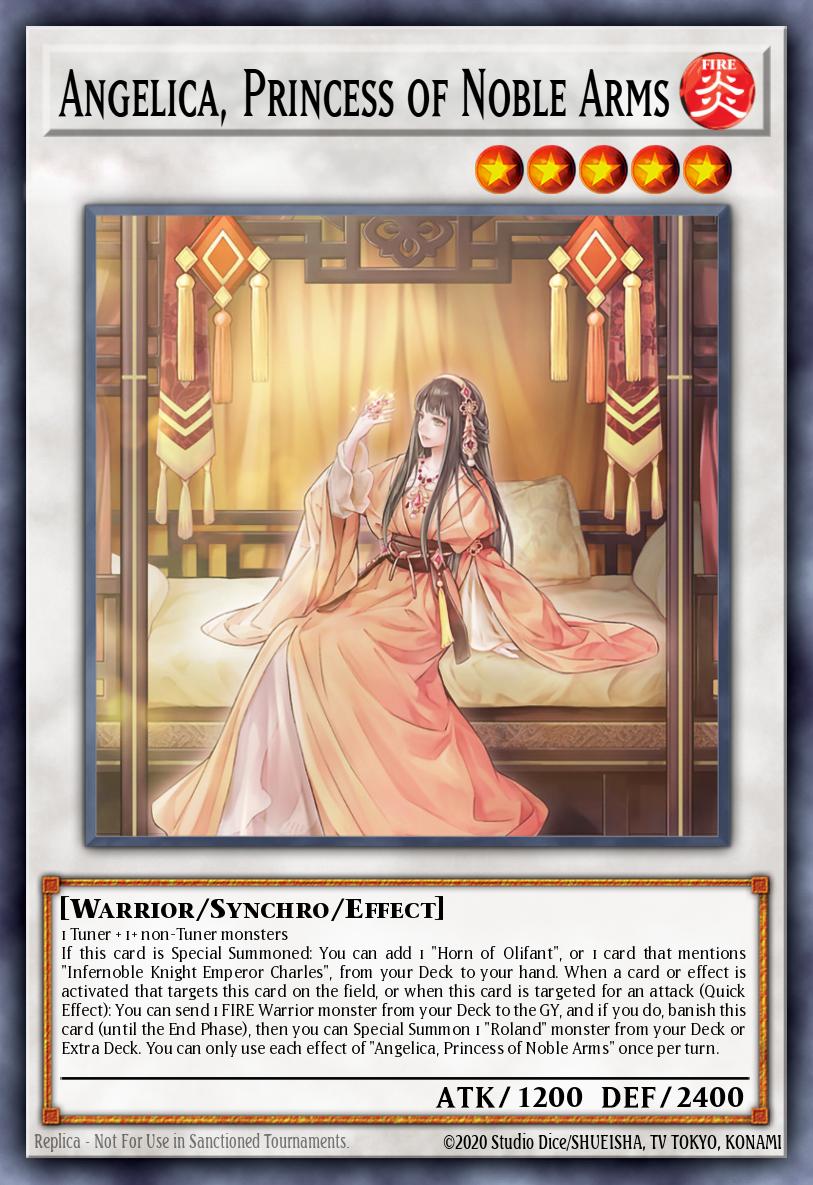 Angelica, Princess of Noble Arms
FIRE
炎
[Warrior/Synchro/Effect]
1 Tuner + 1+ non-Tuner monsters
If this card is Special Summoned: You can add 1 "Horn of Olifant", or 1 card that mentions
"Infernoble Knight Emperor Charles", from your Deck to your hand. When a card or effect is
activated that targets this card on the field, or when this card is targeted for an attack (Quick
Effect): You can send 1 FIRE Warrior monster from your Deck to the GY, and if you do, banish this
card (until the End Phase), then you can Special Summon 1 "Roland" monster from your Deck or
Extra Deck. You can only use each effect of "Angelica, Princess of Noble Arms" once per turn.
ATK/1200 DEF/2400
Replica - Not For Use in Sanctioned Tournaments.
©2020 Studio Dice/SHUEISHA, TV TOKYO, KONAMI